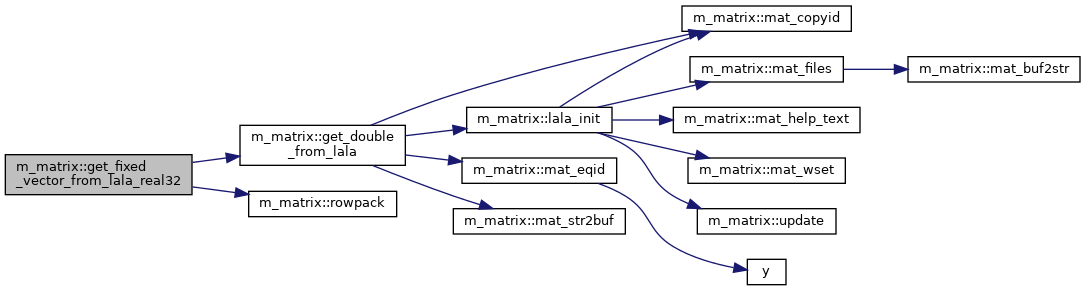 m_matrix::get_fixed
_vector_from_lala_real32
m_matrix::get_double
_from_lala
m_matrix::rowpack
m_matrix::lala_init
m_matrix::mat_eqid
m_matrix::mat_str2buf
m_matrix::mat_copyid
m_matrix::mat_files
m_matrix::mat_help_text
m_matrix::mat_wset
m_matrix::update
y
m_matrix::mat_buf2str